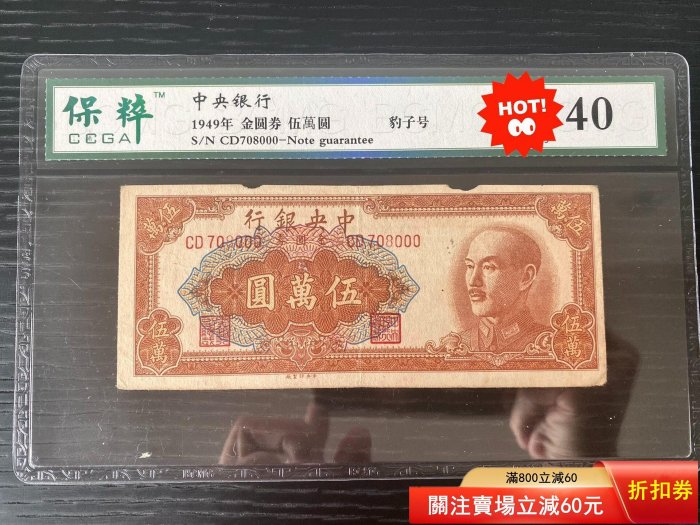 保粹™
CCGA
中央银行
1949年 金圆券 伍萬圆 豹子号
S/N CD708000-Note guarantee
HOT!
40
伍萬
行銀央中
伍萬
CD708000 CD708000
圓萬伍
伍萬
伍萬
滿800立減60
關注賣場立減60元
折扣券